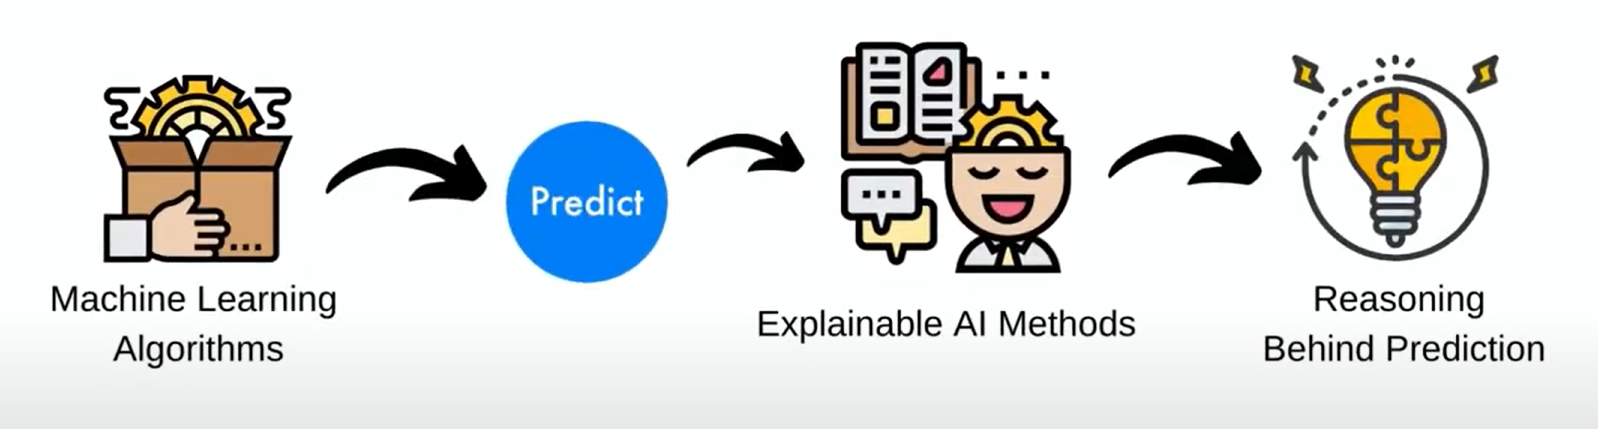 Machine Learning
Algorithms
Predict
Explainable AI Methods
Reasoning
Behind Prediction